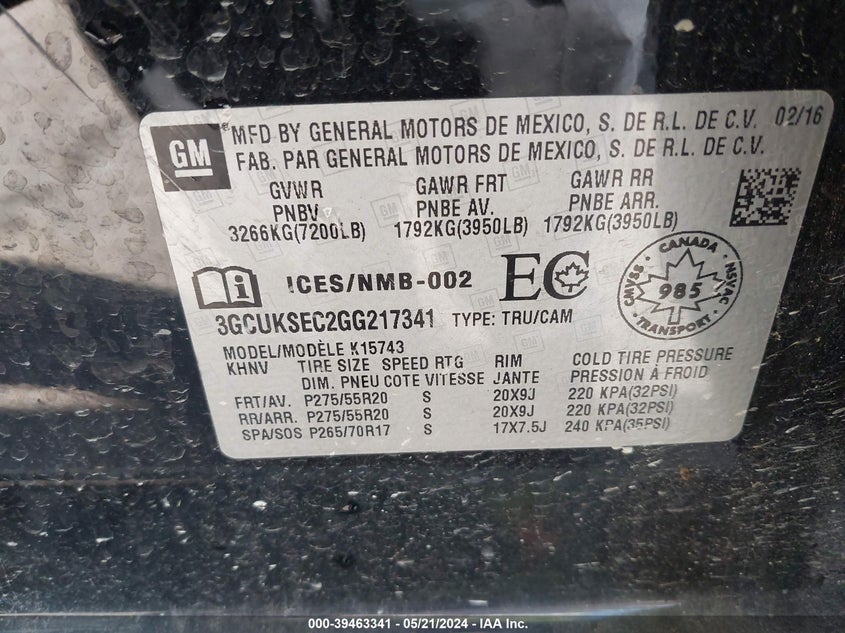 GM
MFD BY GENERAL MOTORS DE MEXICO, S. DE R.L. DE C.V. 02/16
FAB. PAR GENERAL MOTORS DE MEXICO, S. DE R.L. DE C.V.
GVWR GAWR FRT GAWR RR
PNBV PNBE AV. PNBE ARR.
3266KG(7200LB) 1792KG(3950LB) 1792KG(3950LB)
i ICES/NMB-002 EC
CANADA
CMVSS 985 NSVAC
TRANSPORT
3GCUKSEC2GG217341 TYPE: TRU/CAM
MODEL/MODÈLE K15743
KHNV TIRE SIZE SPEED RTG RIM COLD TIRE PRESSURE
DIM. PNEU COTE VITESSE JANTE PRESSION À FROID
FRT/AV. P275/55R20 S 20X9J 220 KPA(32PSI)
RR/ARR. P275/55R20 S 20X9J 220 KPA(32PSI)
SPA/SOS P265/70R17 S 17X7.5J 240 KPA(35PSI)
000-39463341 / 05/21/2024 - IAA Inc.